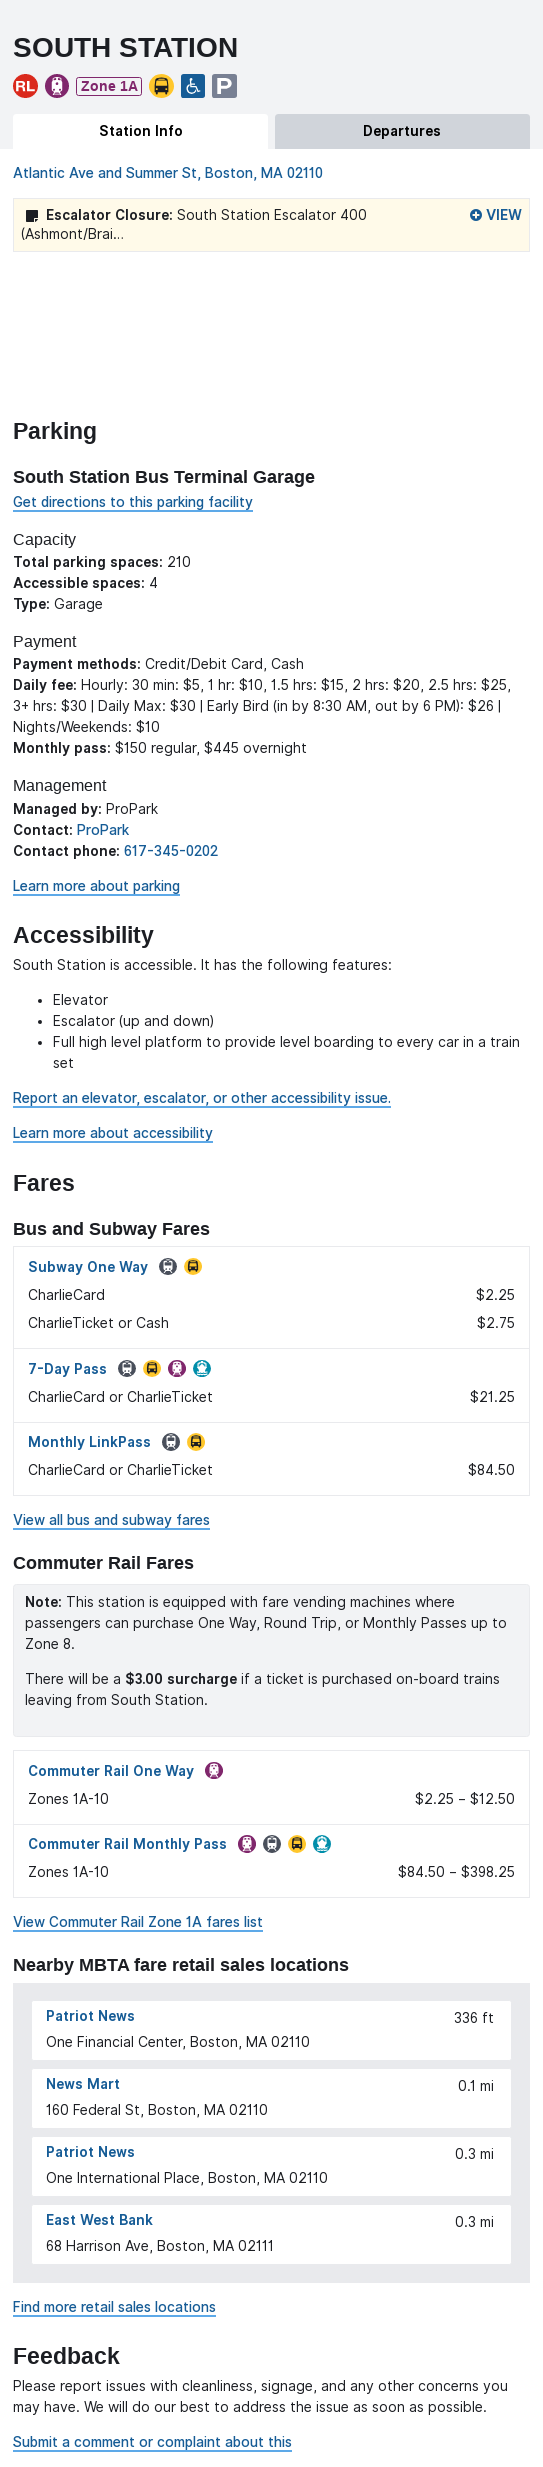 SOUTH STATION
RL Zone 1A P
Station Info Departures
Atlantic Ave and Summer St, Boston, MA 02110
Escalator Closure: South Station Escalator 400 VIEW
(Ashmont/Brai...
Parking
South Station Bus Terminal Garage
Get directions to this parking facility
Capacity
Total parking spaces: 210
Accessible spaces: 4
Type: Garage
Payment
Payment methods: Credit/Debit Card, Cash
Daily fee: Hourly: 30 min: $5, 1 hr: $10, 1.5 hrs: $15, 2 hrs: $20, 2.5 hrs: $25,
3+ hrs: $30 | Daily Max: $30 | Early Bird (in by 8:30 AM, out by 6 PM): $26 |
Nights/Weekends: $10
Monthly pass: $150 regular, $445 overnight
Management
Managed by: ProPark
Contact: ProPark
Contact phone: 617-345-0202
Learn more about parking
Accessibility
South Station is accessible. It has the following features:
• Elevator
• Escalator (up and down)
• Full high level platform to provide level boarding to every car in a train
set
Report an elevator, escalator, or other accessibility issue.
Learn more about accessibility
Fares
Bus and Subway Fares
Subway One Way
CharlieCard $2.25
CharlieTicket or Cash $2.75
7-Day Pass
CharlieCard or CharlieTicket $21.25
Monthly LinkPass
CharlieCard or CharlieTicket $84.50
View all bus and subway fares
Commuter Rail Fares
Note: This station is equipped with fare vending machines where
passengers can purchase One Way, Round Trip, or Monthly Passes up to
Zone 8.
There will be a $3.00 surcharge if a ticket is purchased on-board trains
leaving from South Station.
Commuter Rail One Way
Zones 1A-10 $2.25 – $12.50
Commuter Rail Monthly Pass
Zones 1A-10 $84.50 – $398.25
View Commuter Rail Zone 1A fares list
Nearby MBTA fare retail sales locations
Patriot News 336 ft
One Financial Center, Boston, MA 02110
News Mart 0.1 mi
160 Federal St, Boston, MA 02110
Patriot News 0.3 mi
One International Place, Boston, MA 02110
East West Bank 0.3 mi
68 Harrison Ave, Boston, MA 02111
Find more retail sales locations
Feedback
Please report issues with cleanliness, signage, and any other concerns you
may have. We will do our best to address the issue as soon as possible.
Submit a comment or complaint about this